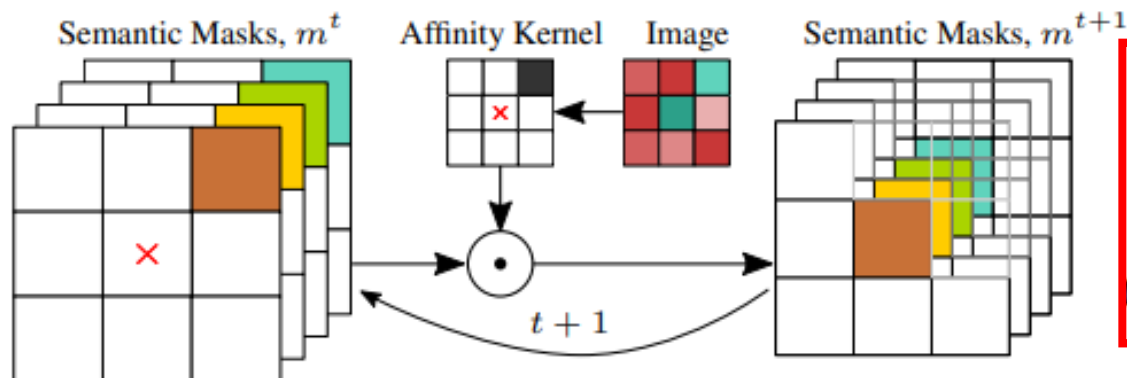 Semantic Masks, m^t
Affinity Kernel
Image
Semantic Masks, m^{t+1}
t + 1